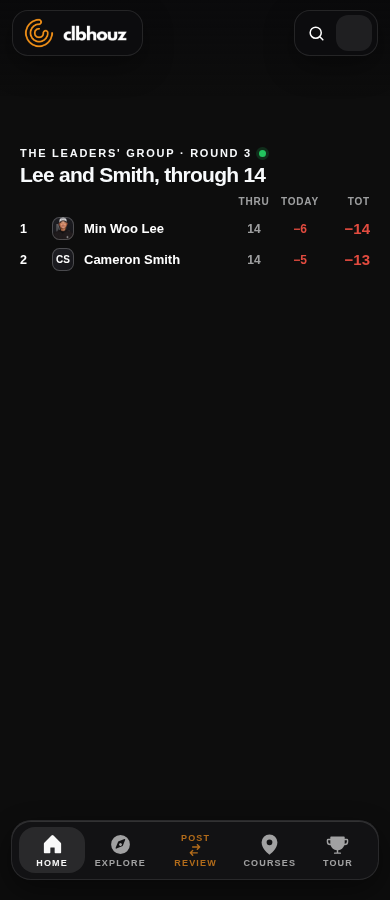 clbhouz
THE LEADERS' GROUP · ROUND 3
Lee and Smith, through 14
THRU TODAY TOT
1 Min Woo Lee 14 −6 −14
2 CS Cameron Smith 14 −5 −13
POST
HOME EXPLORE REVIEW COURSES TOUR